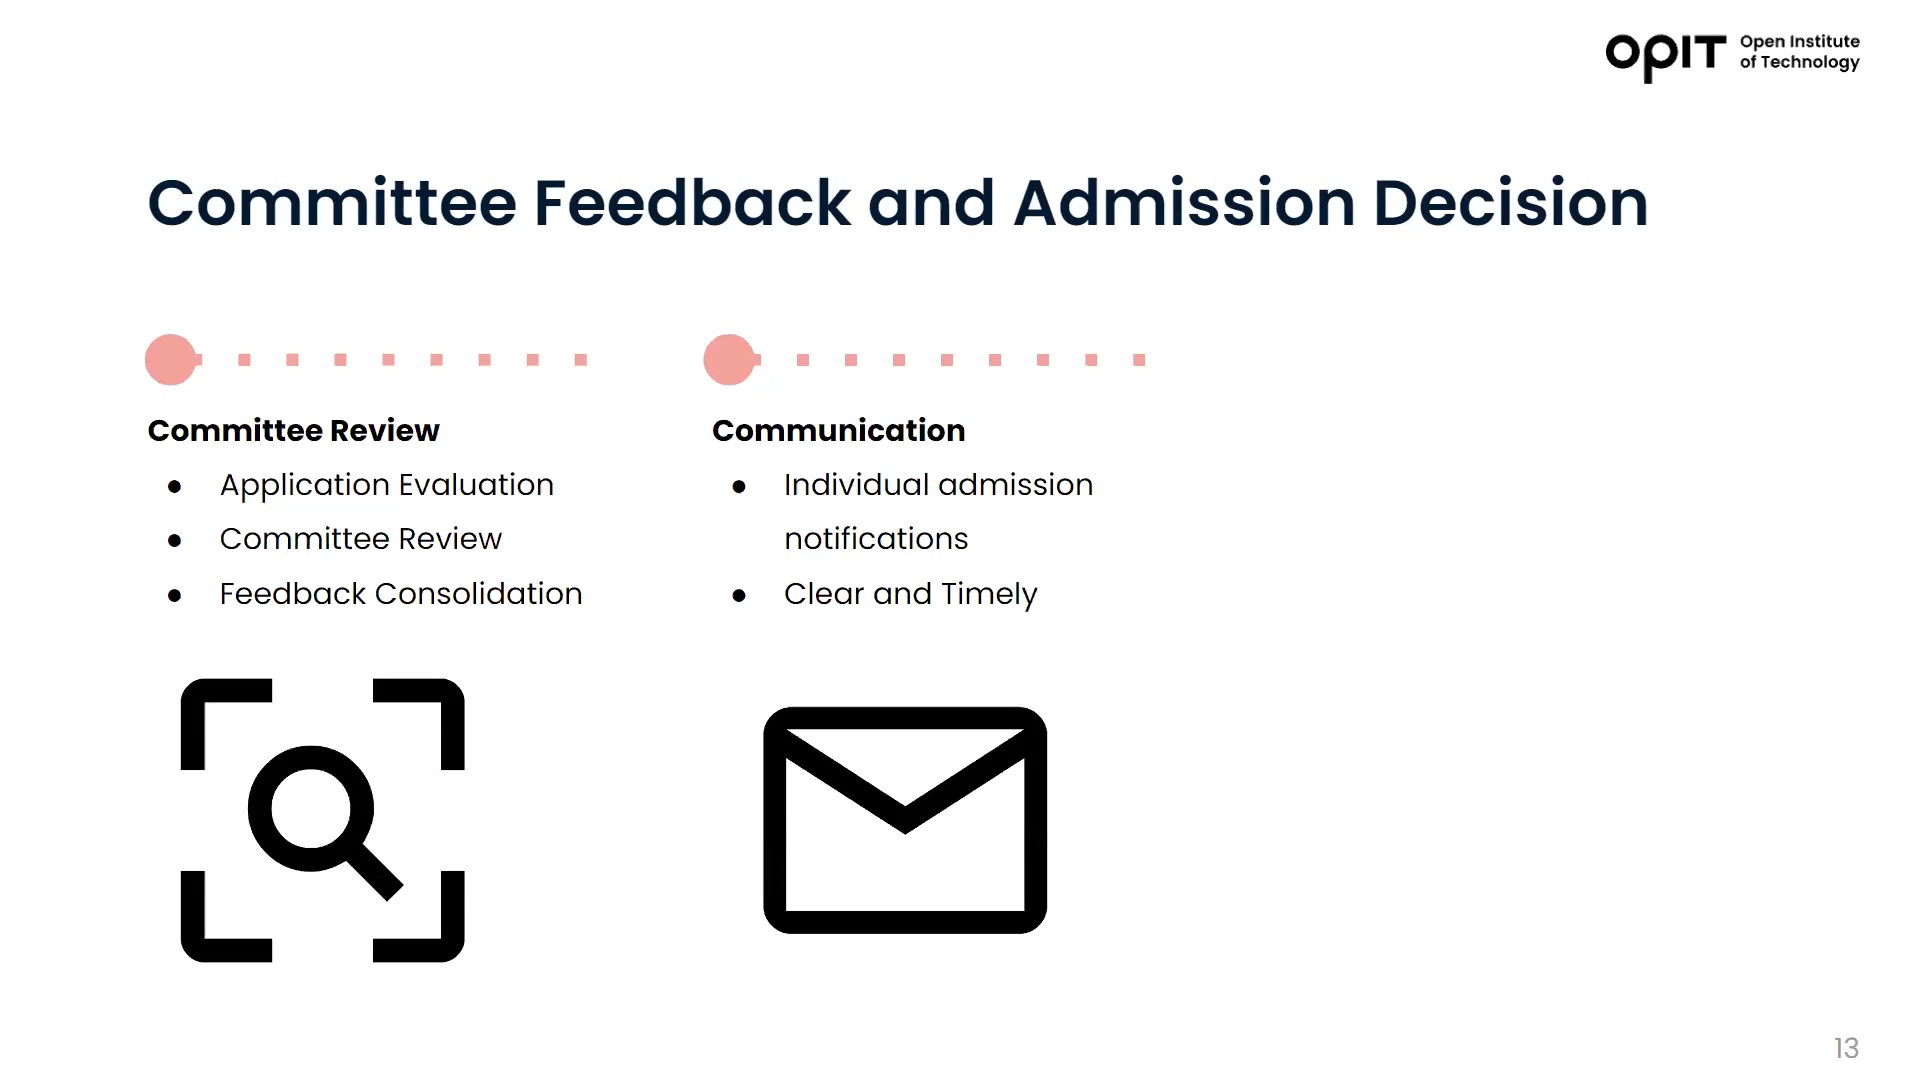 opIT
Open Institute
of Technology
Committee Feedback and Admission Decision
Committee Review
● Application Evaluation
● Committee Review
● Feedback Consolidation
Communication
● Individual admission
notifications
● Clear and Timely
13